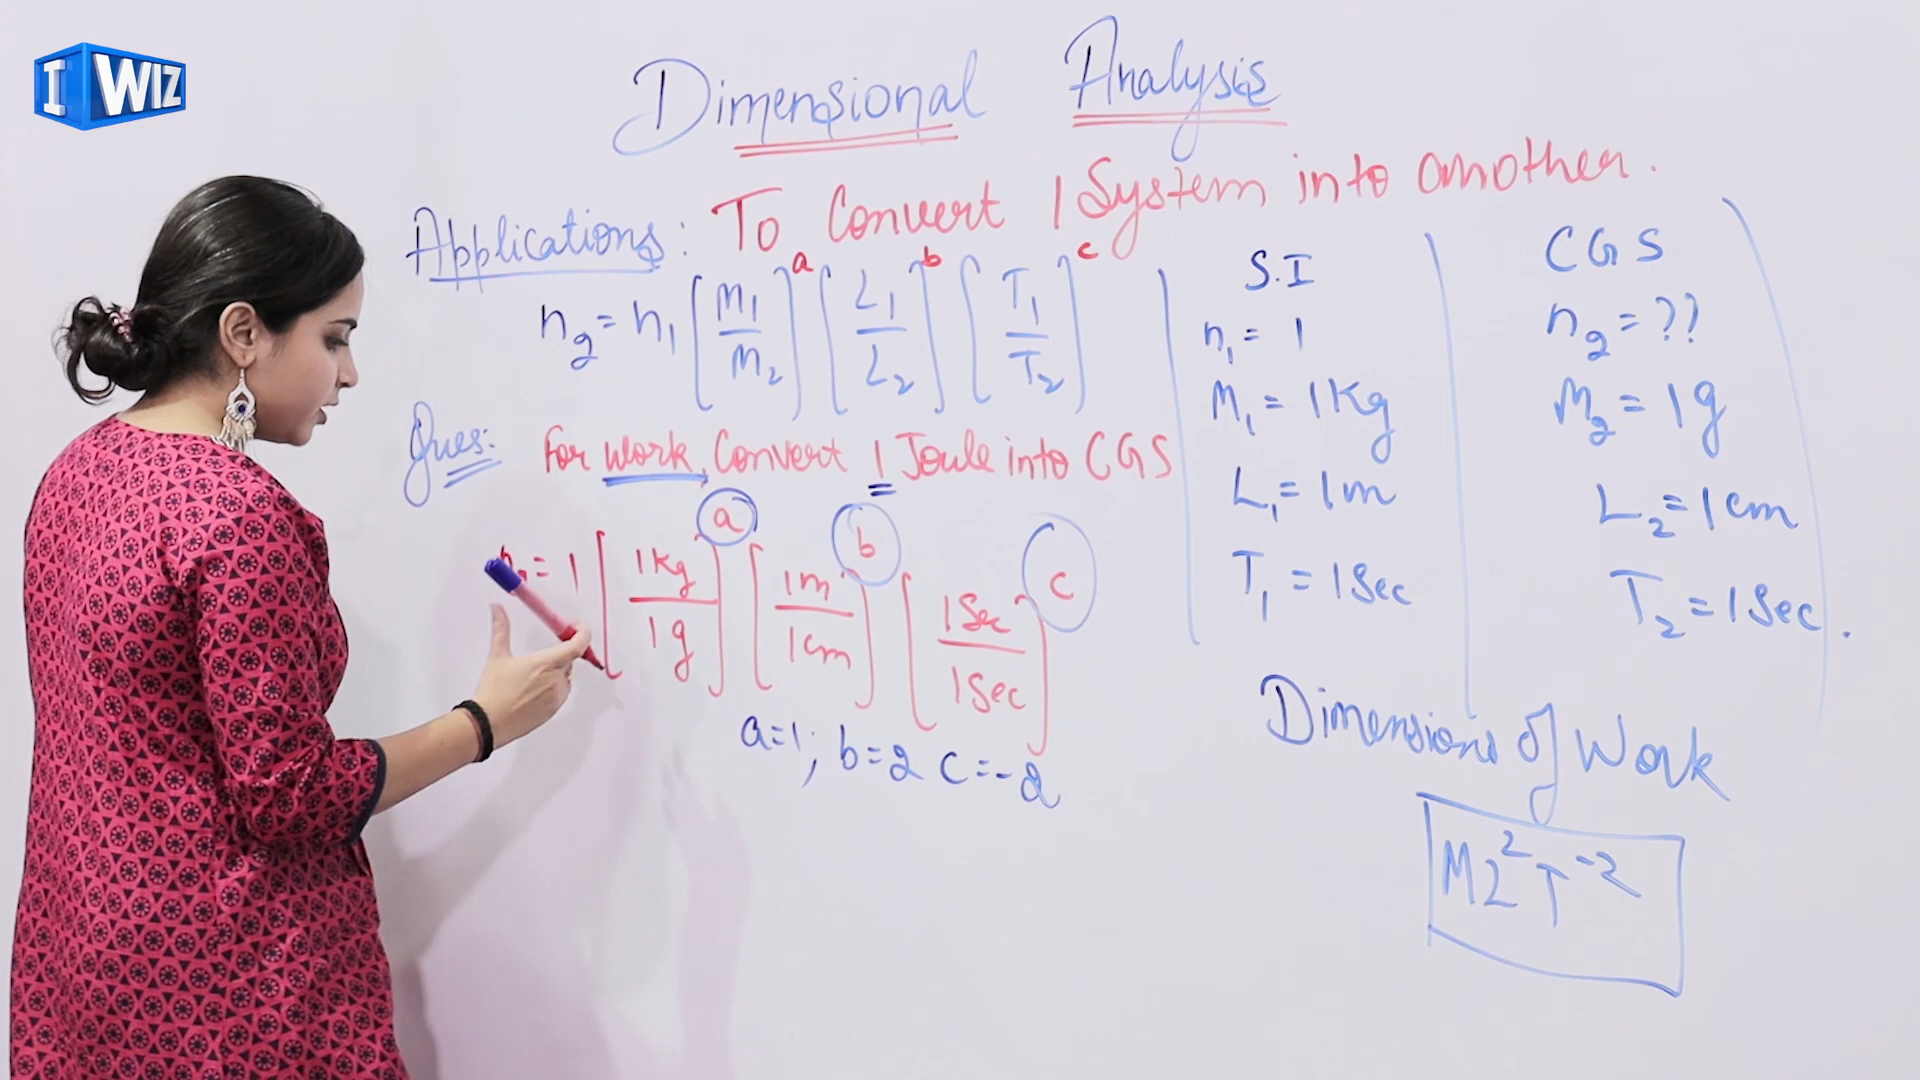 I WIZ
Dimensional Analysis
Applications: To Convert 1 System into another.
n2 = n1 [M1/M2]^a [L1/L2]^b [T1/T2]^c
Ques: For work, Convert 1 Joule into CGS
= 1 [1kg/1g]^a [1m/1cm]^b [1Sec/1Sec]^c
a=1; b=2 c=-2
S.I
n1 = 1
M1 = 1Kg
L1 = 1m
T1 = 1Sec
CGS
n2 = ??
M2 = 1g
L2 = 1cm
T2 = 1Sec.
Dimensions of Work
ML^2T^-2